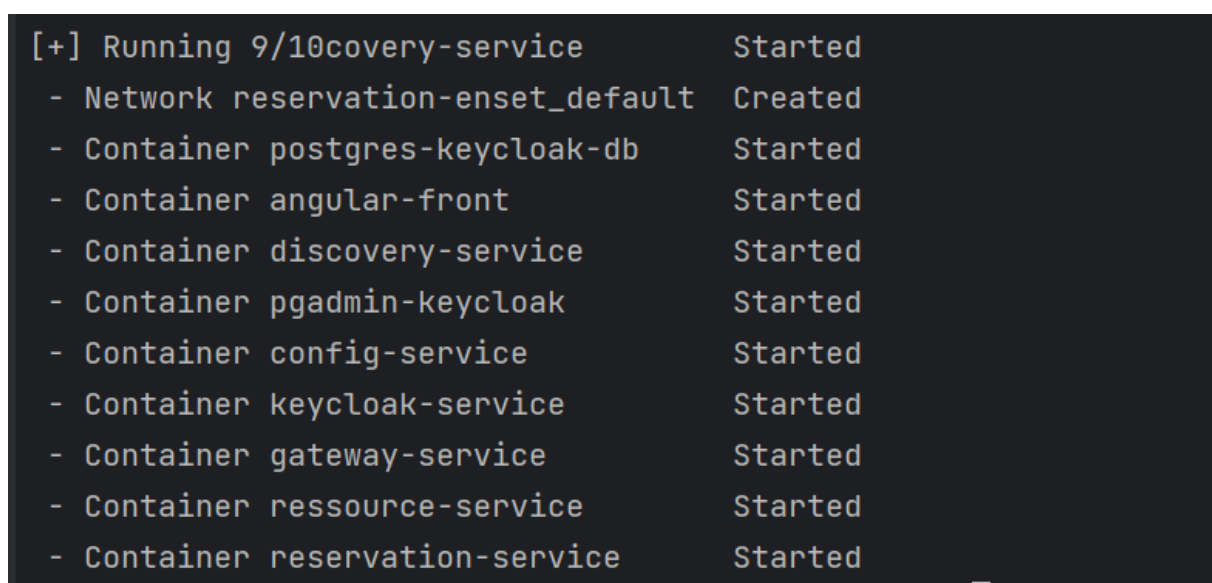 [+] Running 9/10covery-service Started
- Network reservation-enset_default Created
- Container postgres-keycloak-db Started
- Container angular-front Started
- Container discovery-service Started
- Container pgadmin-keycloak Started
- Container config-service Started
- Container keycloak-service Started
- Container gateway-service Started
- Container ressource-service Started
- Container reservation-service Started